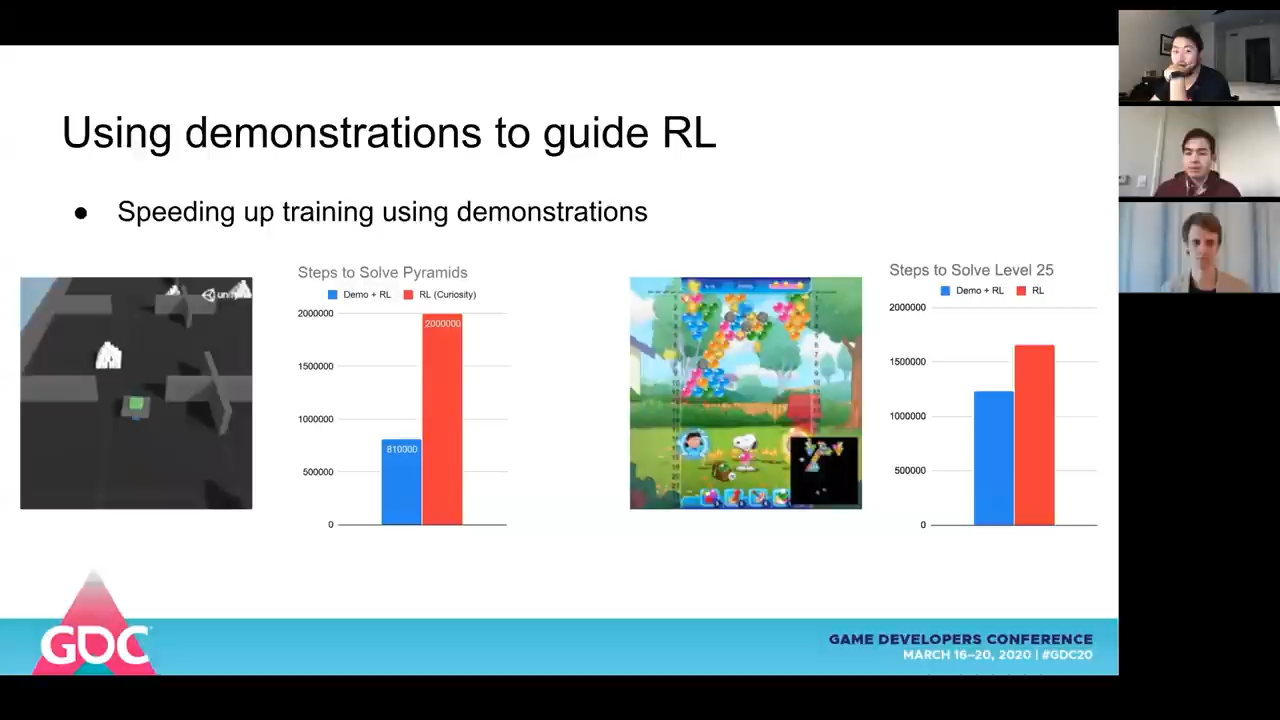 Using demonstrations to guide RL
● Speeding up training using demonstrations
unity
Steps to Solve Pyramids
Demo + RL RL (Curiosity)
2000000
1500000
1000000
500000
0
2000000
810000
Steps to Solve Level 25
Demo + RL RL
2000000
1500000
1000000
500000
0
GDC
GAME DEVELOPERS CONFERENCE
MARCH 16–20, 2020 | #GDC20